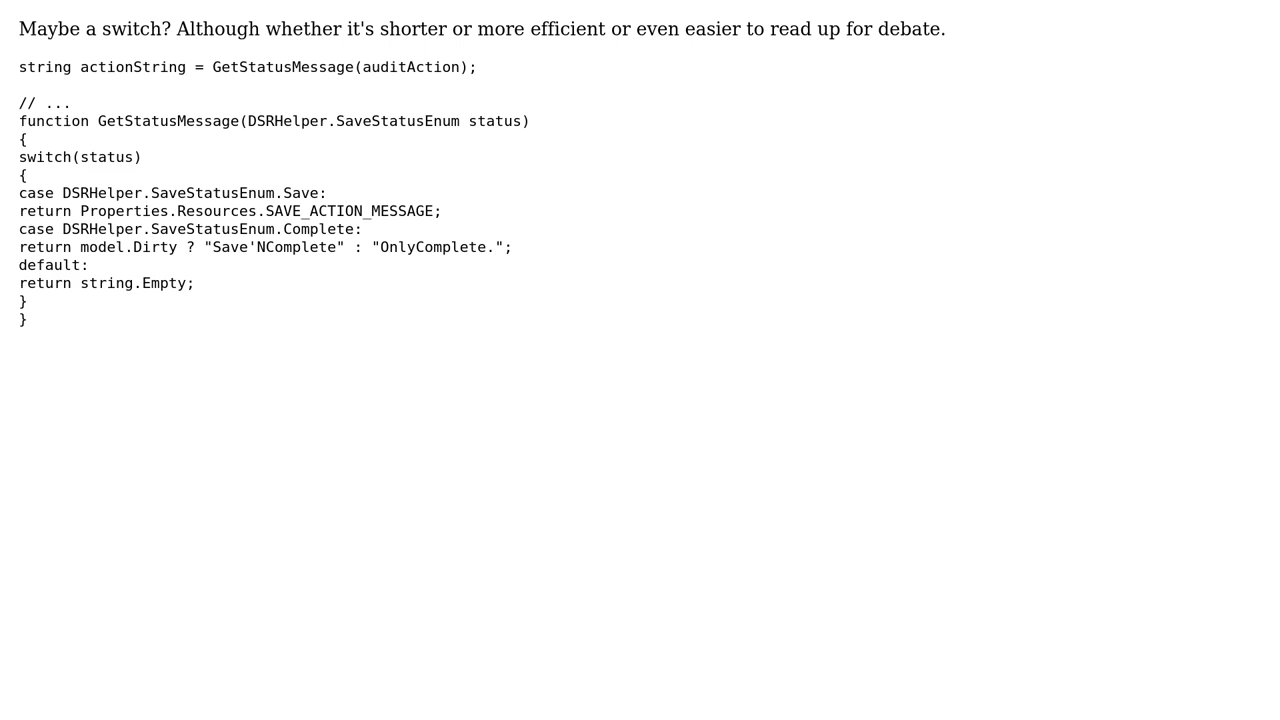 Maybe a switch? Although whether it's shorter or more efficient or even easier to read up for debate.
string actionString = GetStatusMessage(auditAction);
// ...
function GetStatusMessage(DSRHelper.SaveStatusEnum status)
{
switch(status)
{
case DSRHelper.SaveStatusEnum.Save:
return Properties.Resources.SAVE_ACTION_MESSAGE;
case DSRHelper.SaveStatusEnum.Complete:
return model.Dirty ? "Save'NComplete" : "OnlyComplete.";
default:
return string.Empty;
}
}